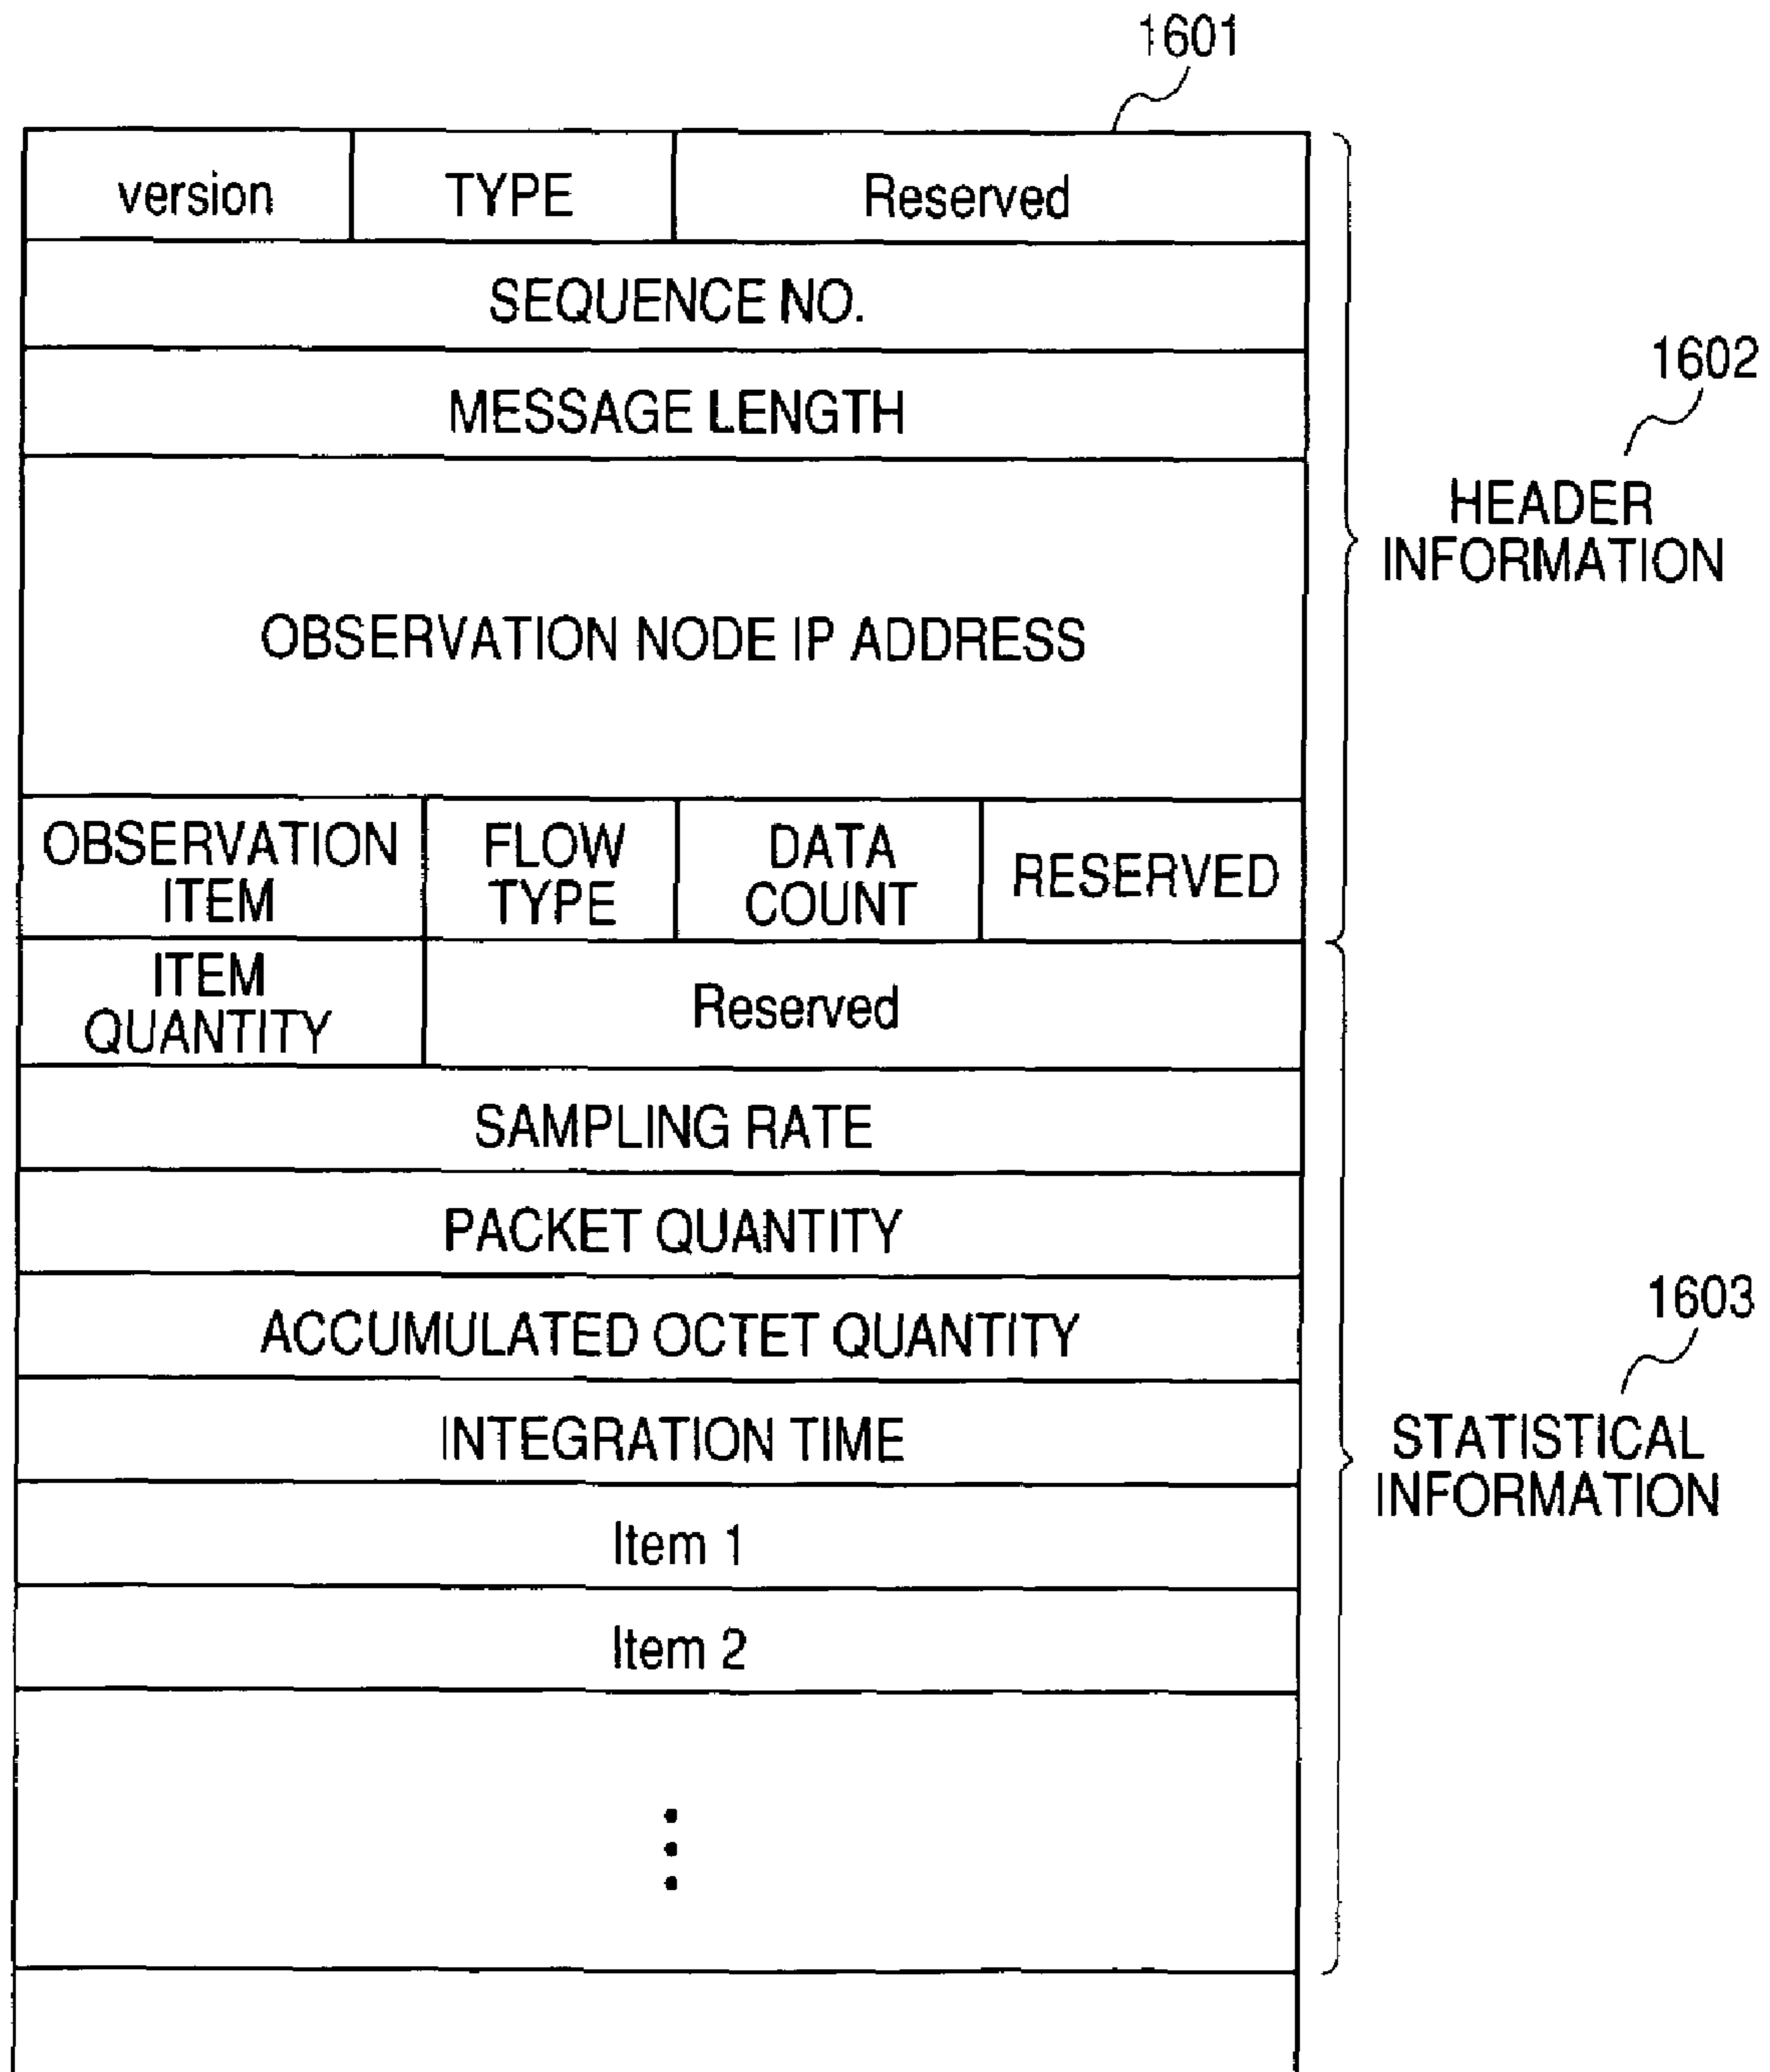 1601
version TYPE Reserved
SEQUENCE NO.
MESSAGE LENGTH
1602
HEADER
INFORMATION
OBSERVATION NODE IP ADDRESS
OBSERVATION
ITEM
FLOW
TYPE
DATA
COUNT
RESERVED
ITEM
QUANTITY
Reserved
SAMPLING RATE
PACKET QUANTITY
ACCUMULATED OCTET QUANTITY
1603
STATISTICAL
INFORMATION
INTEGRATION TIME
Item 1
Item 2